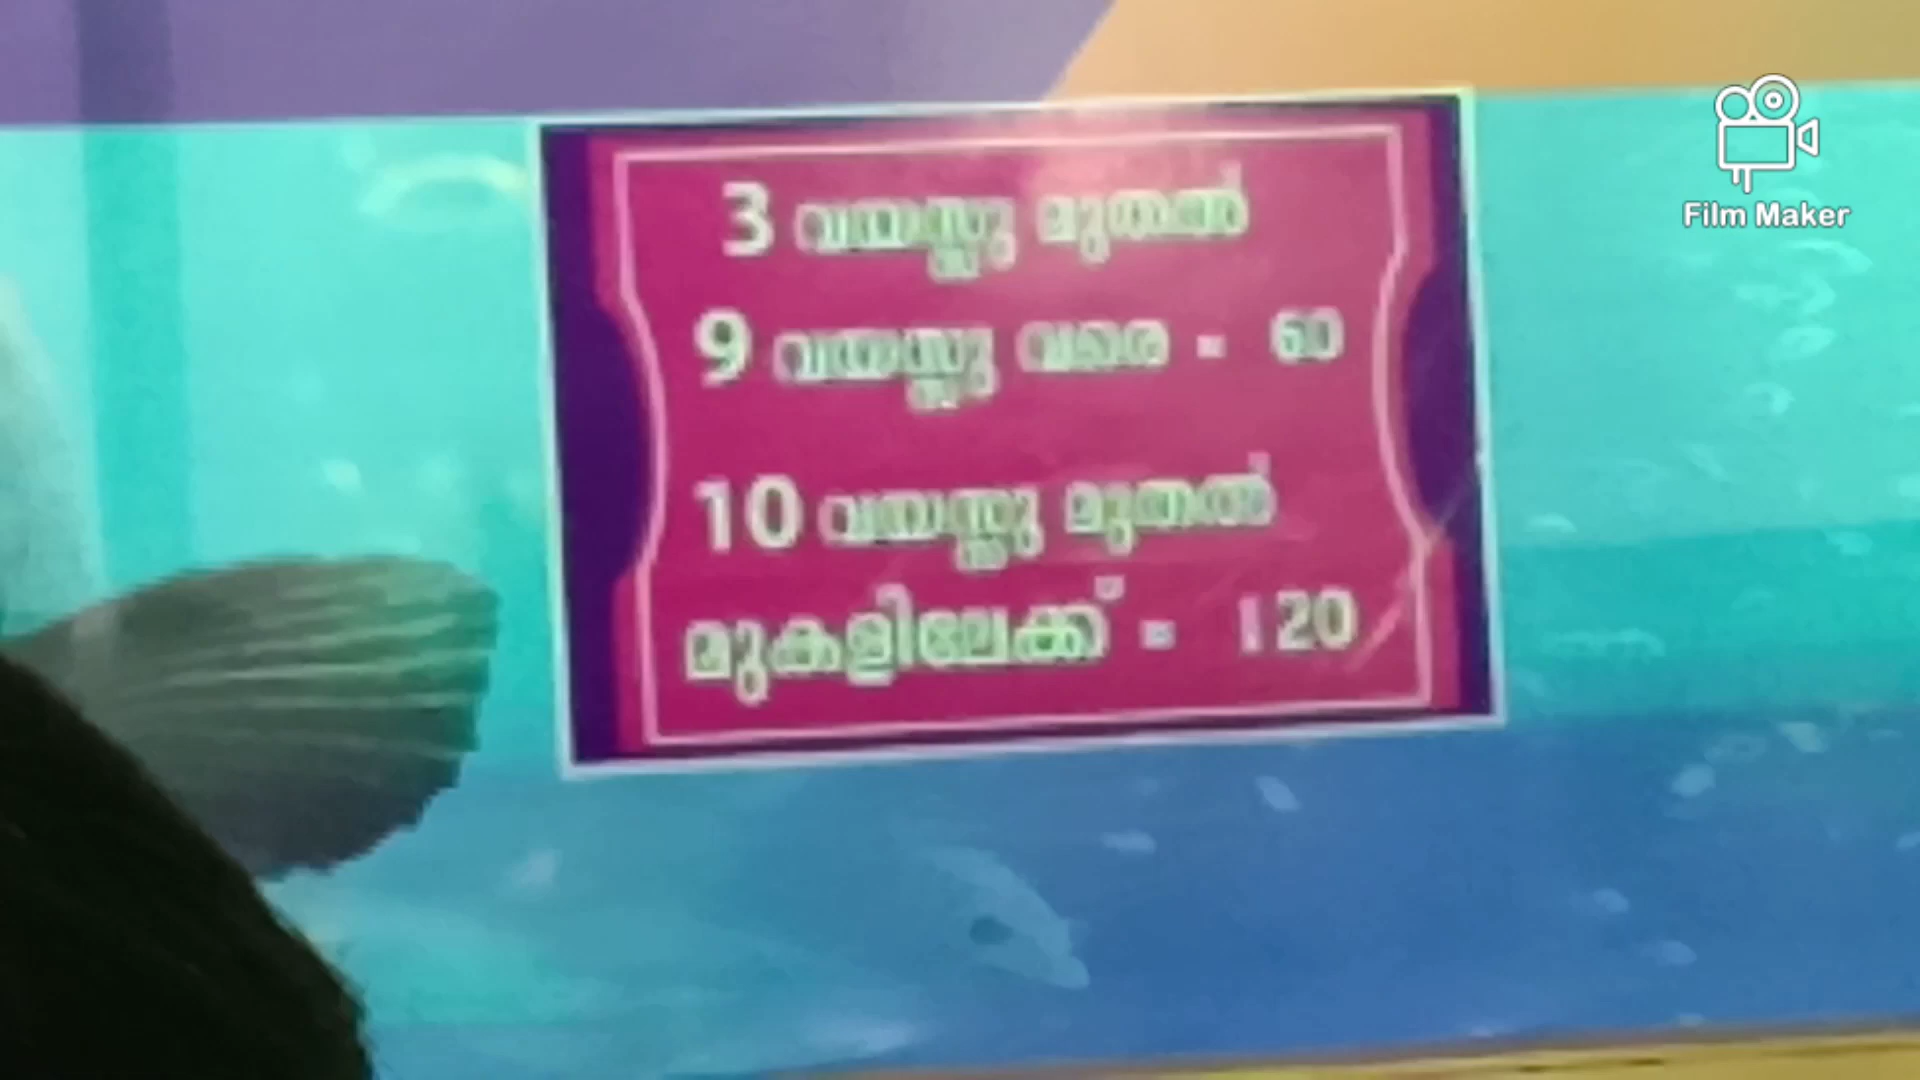 3 വയസ്സു മുതൽ
9 വയസ്സു വരെ - 60
10 വയസ്സു മുതൽ
മുകളിലേക്ക് - 120
Film Maker